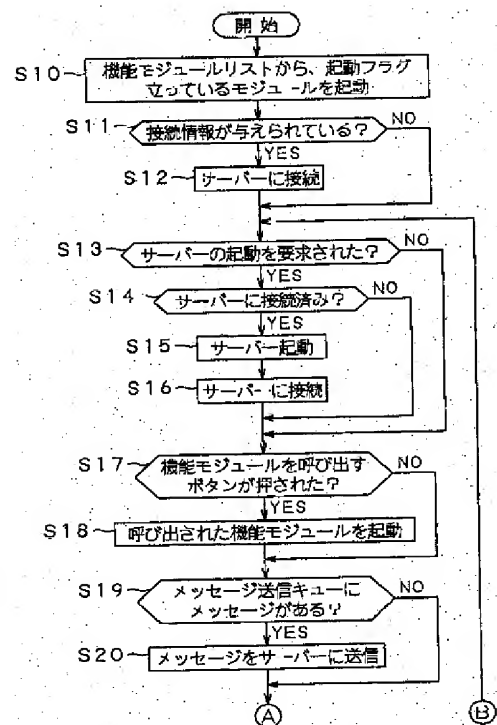 開始
S10
機能モジュールリストから、起動フラグ
立っているモジュールを起動
S11
接続情報が与えられている？
NO
YES
S12
サーバーに接続
S13
サーバーの起動を要求された？
NO
YES
S14
サーバーに接続済み？
NO
YES
S15
サーバー起動
S16
サーバーに接続
S17
機能モジュールを呼び出す
ボタンが押された？
NO
YES
S18
呼び出された機能モジュールを起動
S19
メッセージ送信キューに
メッセージがある？
NO
YES
S20
メッセージをサーバーに送信
A
B